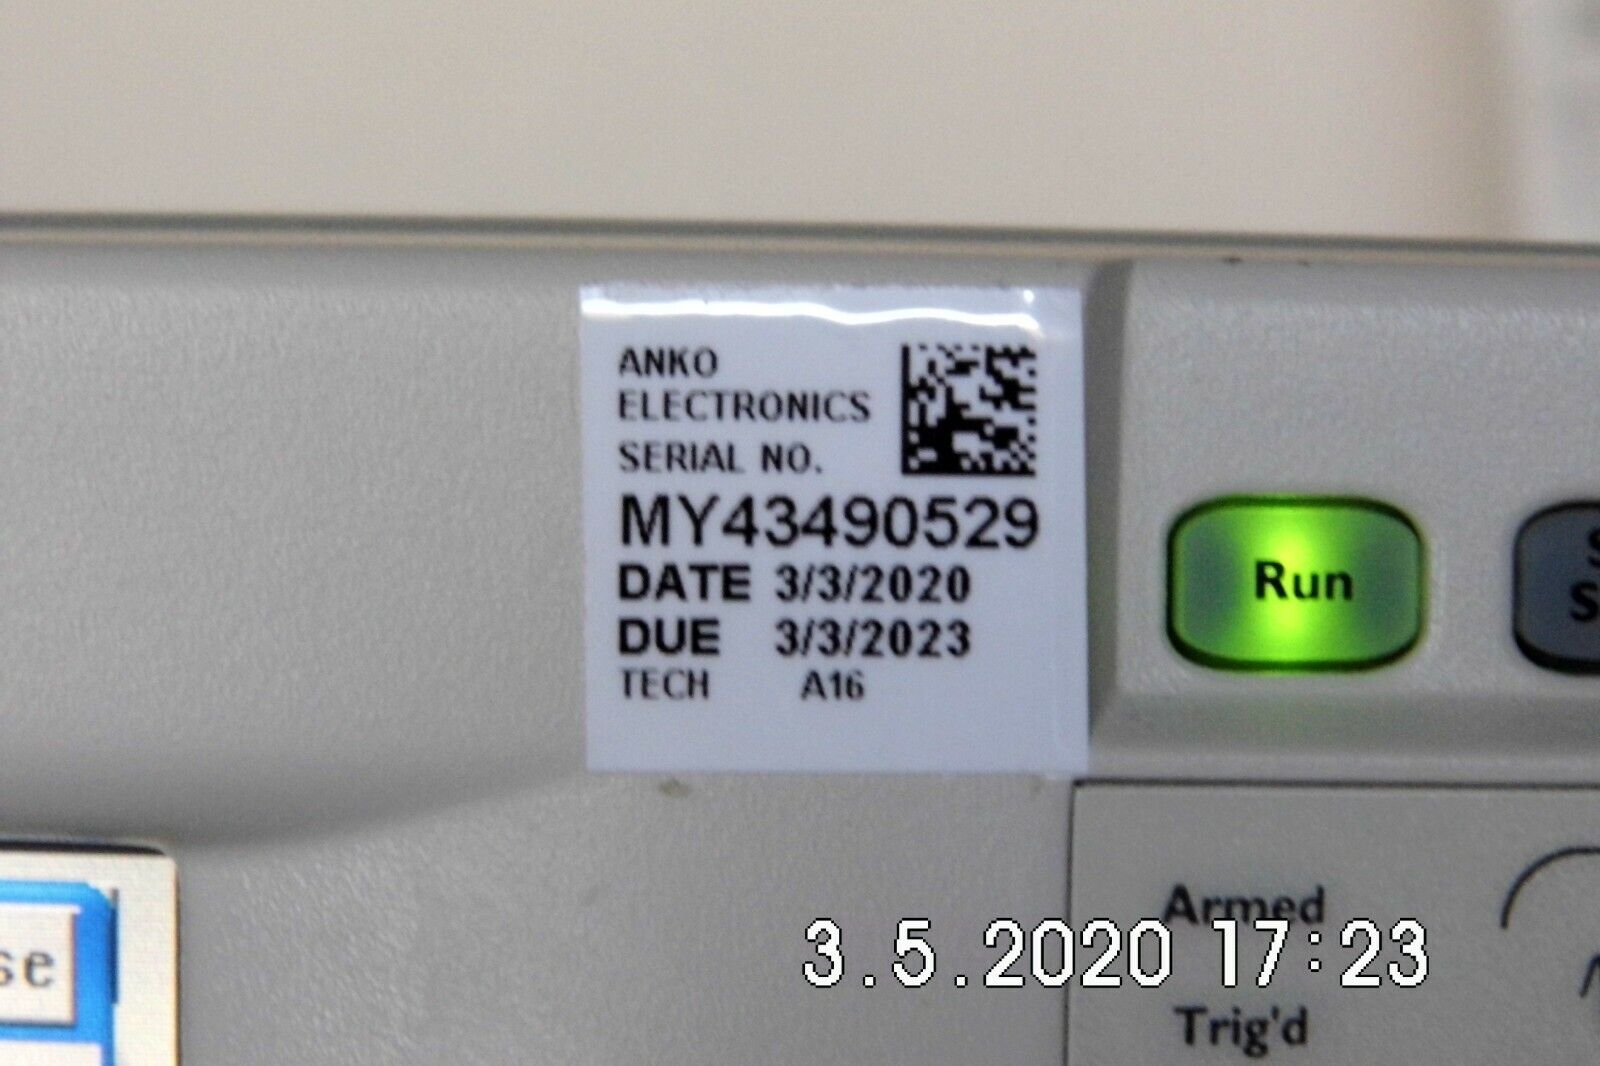 ANKO
ELECTRONICS
SERIAL NO.
MY43490529
DATE 3/3/2020
DUE 3/3/2023
TECH A16
Run
se
Armed
3.5.2020 17:23
Trig'd